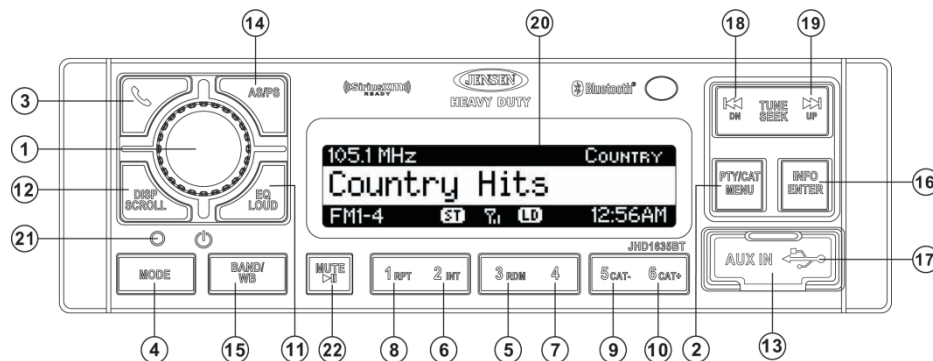 14 20 18 19
3 AS/PS ((SiriusXM)) READY JENSEN HEAVY DUTY Bluetooth® DN TUNE SEEK UP
1
105.1 MHz COUNTRY
Country Hits
FM1-4 ST LD 12:56AM
12 DISP SCROLL EQ LOUD
PTY/CAT MENU INFO ENTER 16
21
JHD1635BT
MODE BAND/WB MUTE 1 RPT 2 INT 3 RDM 4 5 CAT- 6 CAT+
AUX IN 17
4 15 11 22 8 6 5 7 9 10 2 13